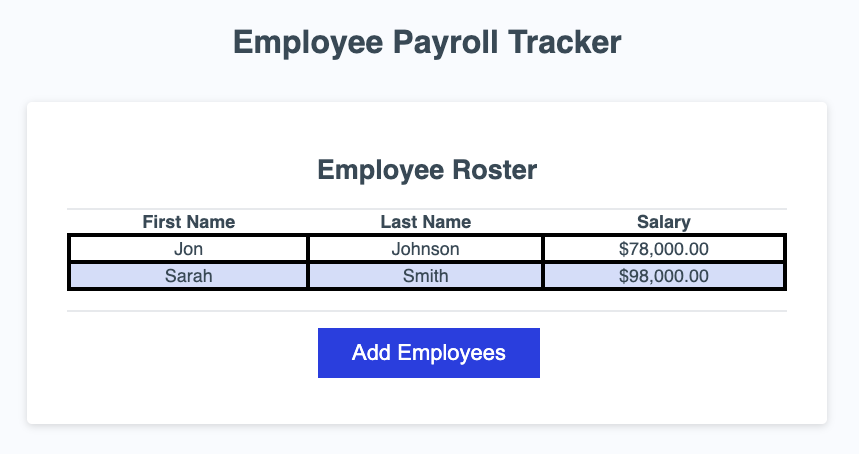 Employee Payroll Tracker
Employee Roster
First Name Last Name Salary
Jon Johnson $78,000.00
Sarah Smith $98,000.00
Add Employees